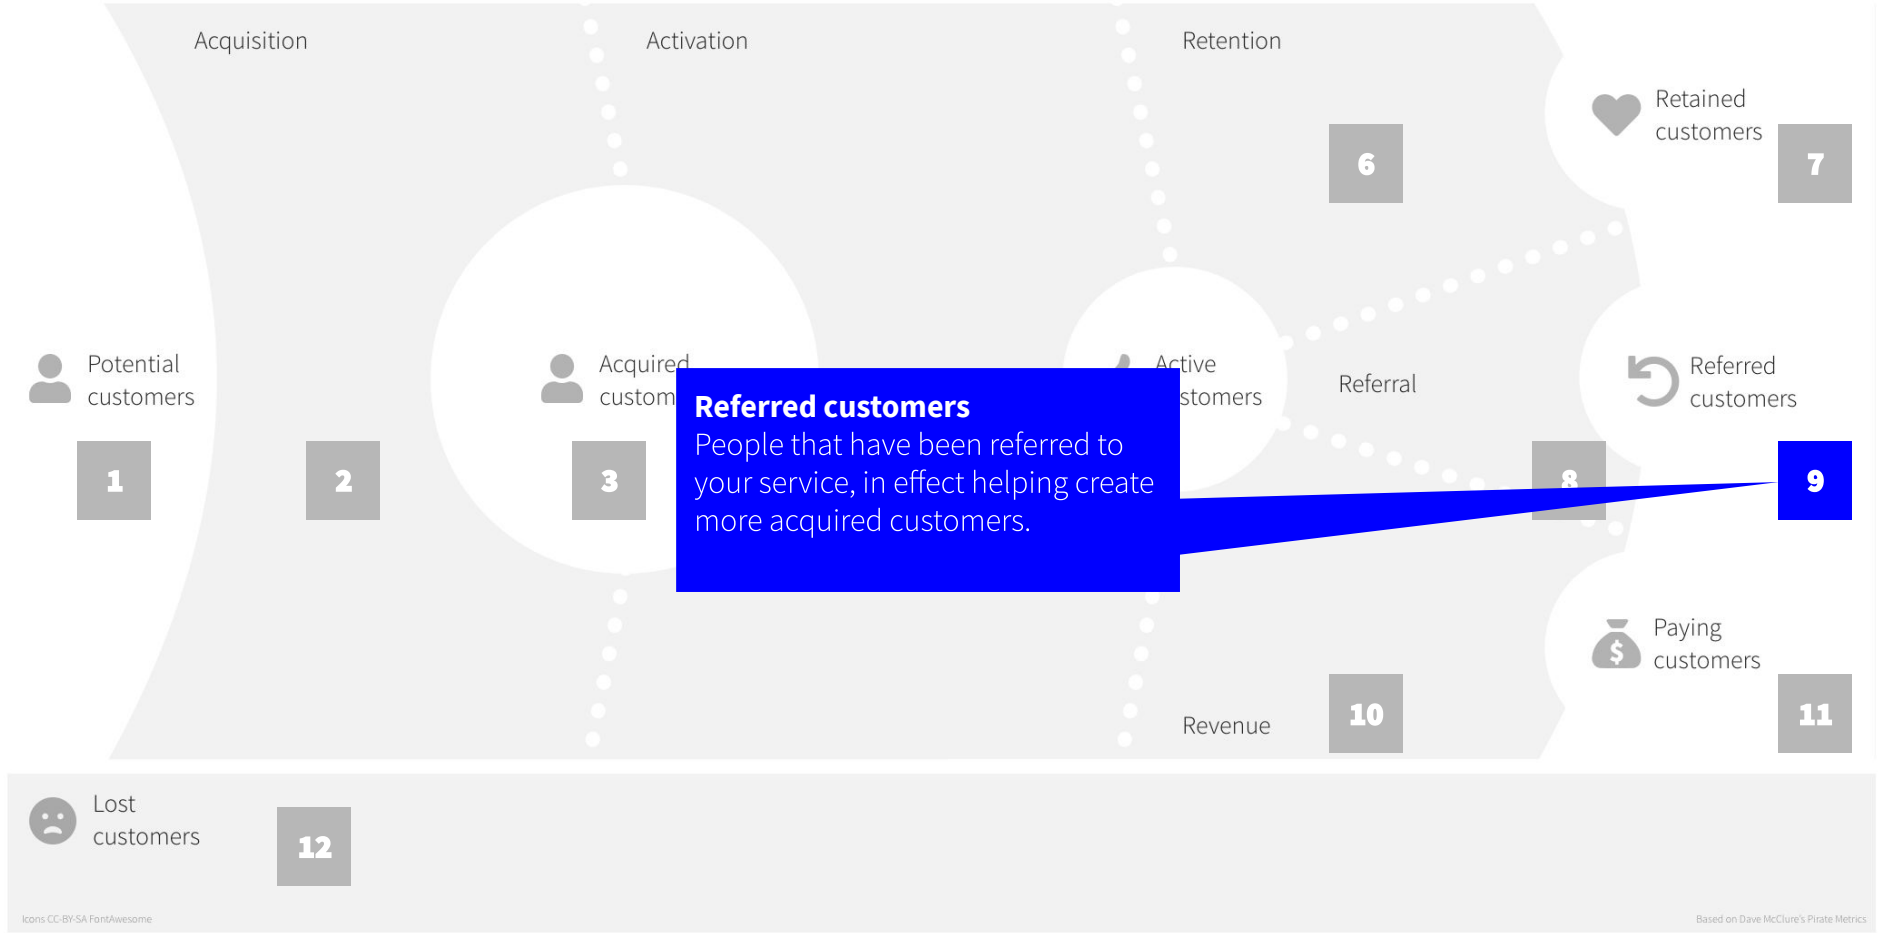 Acquisition
Activation
Retention
Retained
customers
6
7
Potential
customers
Acquired
custom
Active
stomers
Referral
Referred
customers
Referred customers
People that have been referred to
your service, in effect helping create
more acquired customers.
1
2
3
8
9
Paying
customers
$
Revenue
10
11
Lost
customers
12
Icons CC-BY-SA FontAwesome
Based on Dave McClure's Pirate Metrics